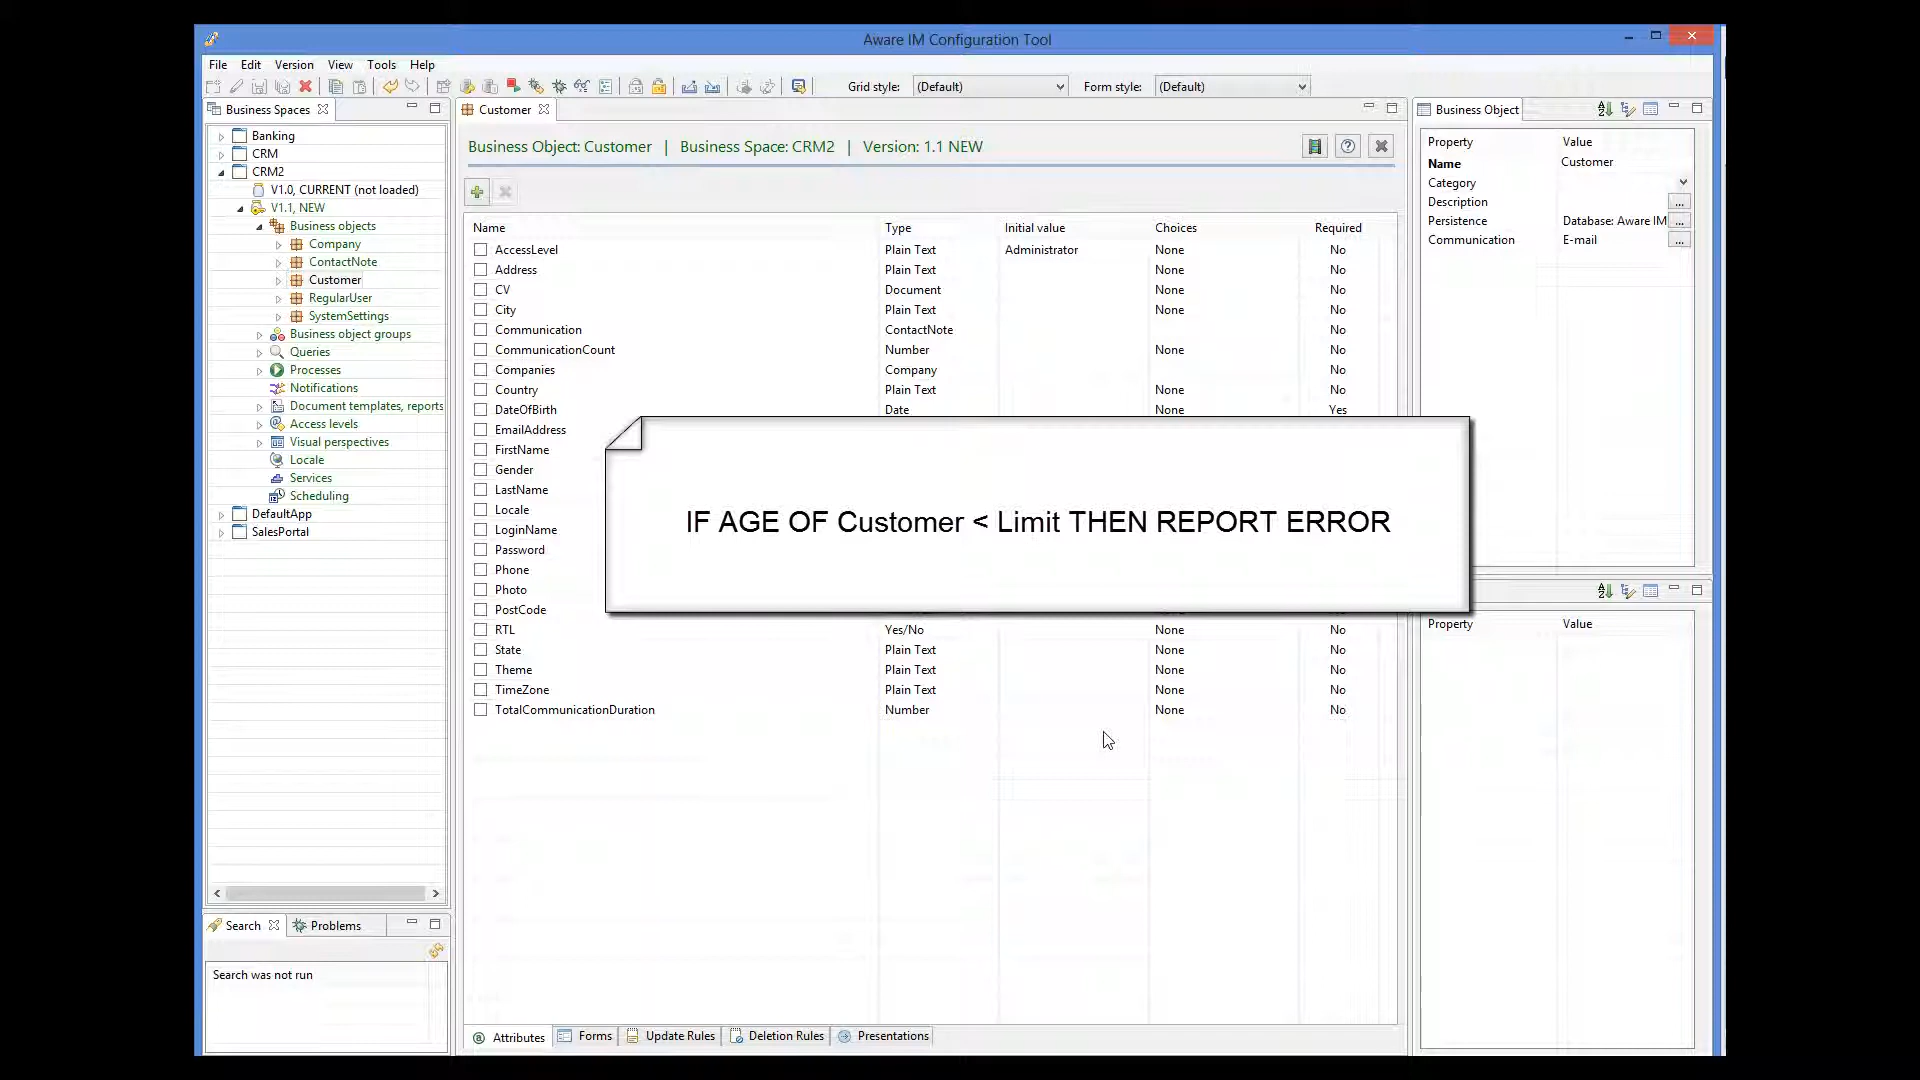 Aware IM Configuration Tool
File Edit Version View Tools Help
Grid style: (Default) Form style: (Default)
Business Spaces
Banking
CRM
CRM2
V1.0, CURRENT (not loaded)
V1.1, NEW
Business objects
Company
ContactNote
Customer
RegularUser
SystemSettings
Business object groups
Queries
Processes
Notifications
Document templates, reports
Access levels
Visual perspectives
Locale
Services
Scheduling
DefaultApp
SalesPortal
Search Problems
Search was not run
Customer
Business Object: Customer | Business Space: CRM2 | Version: 1.1 NEW
Name Type Initial value Choices Required
AccessLevel Plain Text Administrator None No
Address Plain Text None No
CV Document None No
City Plain Text None No
Communication ContactNote No
CommunicationCount Number None No
Companies Company No
Country Plain Text None No
DateOfBirth Date None Yes
EmailAddress
FirstName
Gender
LastName
Locale
LoginName
Password
Phone
Photo
PostCode
RTL Yes/No None No
State Plain Text None No
Theme Plain Text None No
TimeZone Plain Text None No
TotalCommunicationDuration Number None No
IF AGE OF Customer < Limit THEN REPORT ERROR
Attributes Forms Update Rules Deletion Rules Presentations
Business Object
Property Value
Name Customer
Category
Description ...
Persistence Database: Aware IM ...
Communication E-mail ...
Property Value